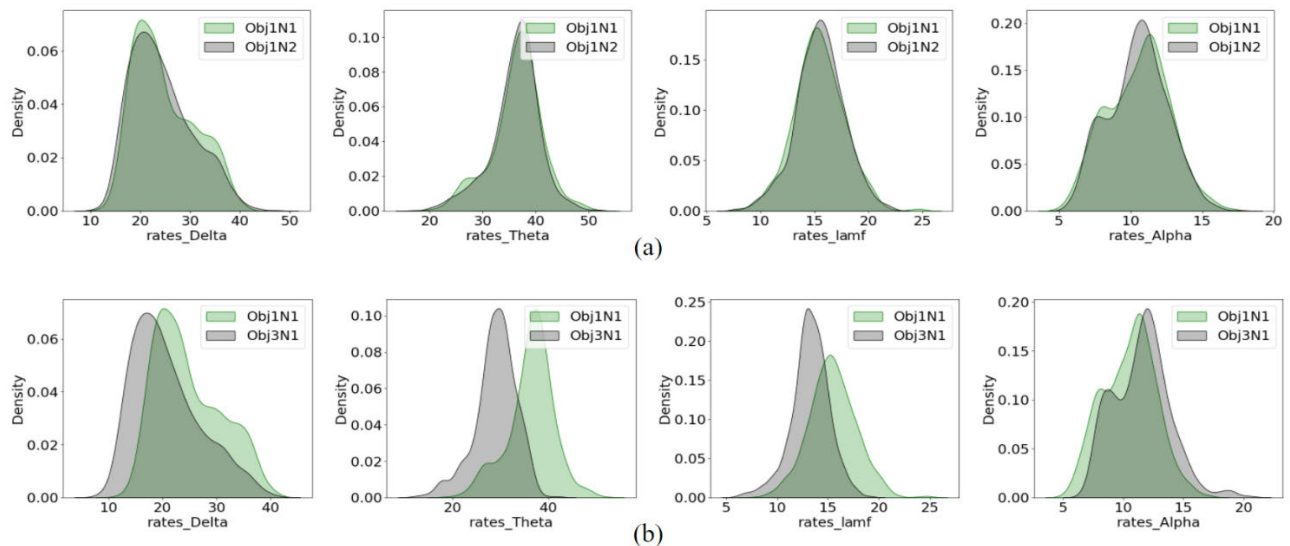 Obj1N1
Obj1N2
Obj1N1
Obj1N2
Obj1N1
Obj1N2
Obj1N1
Obj1N2
Density
0.06
0.04
0.02
0.00
10 20 30 40 50
rates_Delta
Density
0.10
0.08
0.06
0.04
0.02
0.00
20 30 40 50
rates_Theta
Density
0.15
0.10
0.05
0.00
5 10 15 20 25
rates_lamf
Density
0.20
0.15
0.10
0.05
0.00
5 10 15 20
rates_Alpha
(a)
Obj1N1
Obj3N1
Obj1N1
Obj3N1
Obj1N1
Obj3N1
Obj1N1
Obj3N1
Density
0.06
0.04
0.02
0.00
10 20 30 40
rates_Delta
Density
0.10
0.08
0.06
0.04
0.02
0.00
20 40
rates_Theta
Density
0.25
0.20
0.15
0.10
0.05
0.00
5 10 15 20 25
rates_lamf
Density
0.20
0.15
0.10
0.05
0.00
5 10 15 20
rates_Alpha
(b)